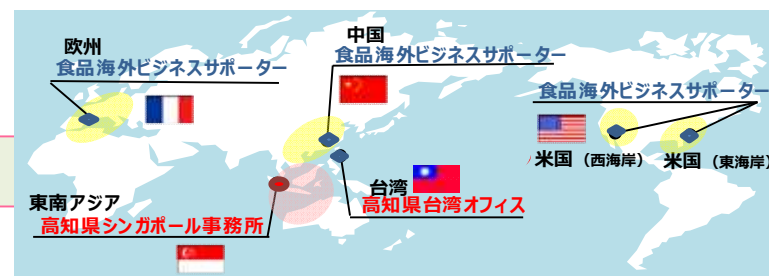 欧州
食品海外ビジネスサポーター
中国
食品海外ビジネスサポーター
食品海外ビジネスサポーター
米国（西海岸）
米国（東海岸）
東南アジア
高知県シンガポール事務所
台湾
高知県台湾オフィス